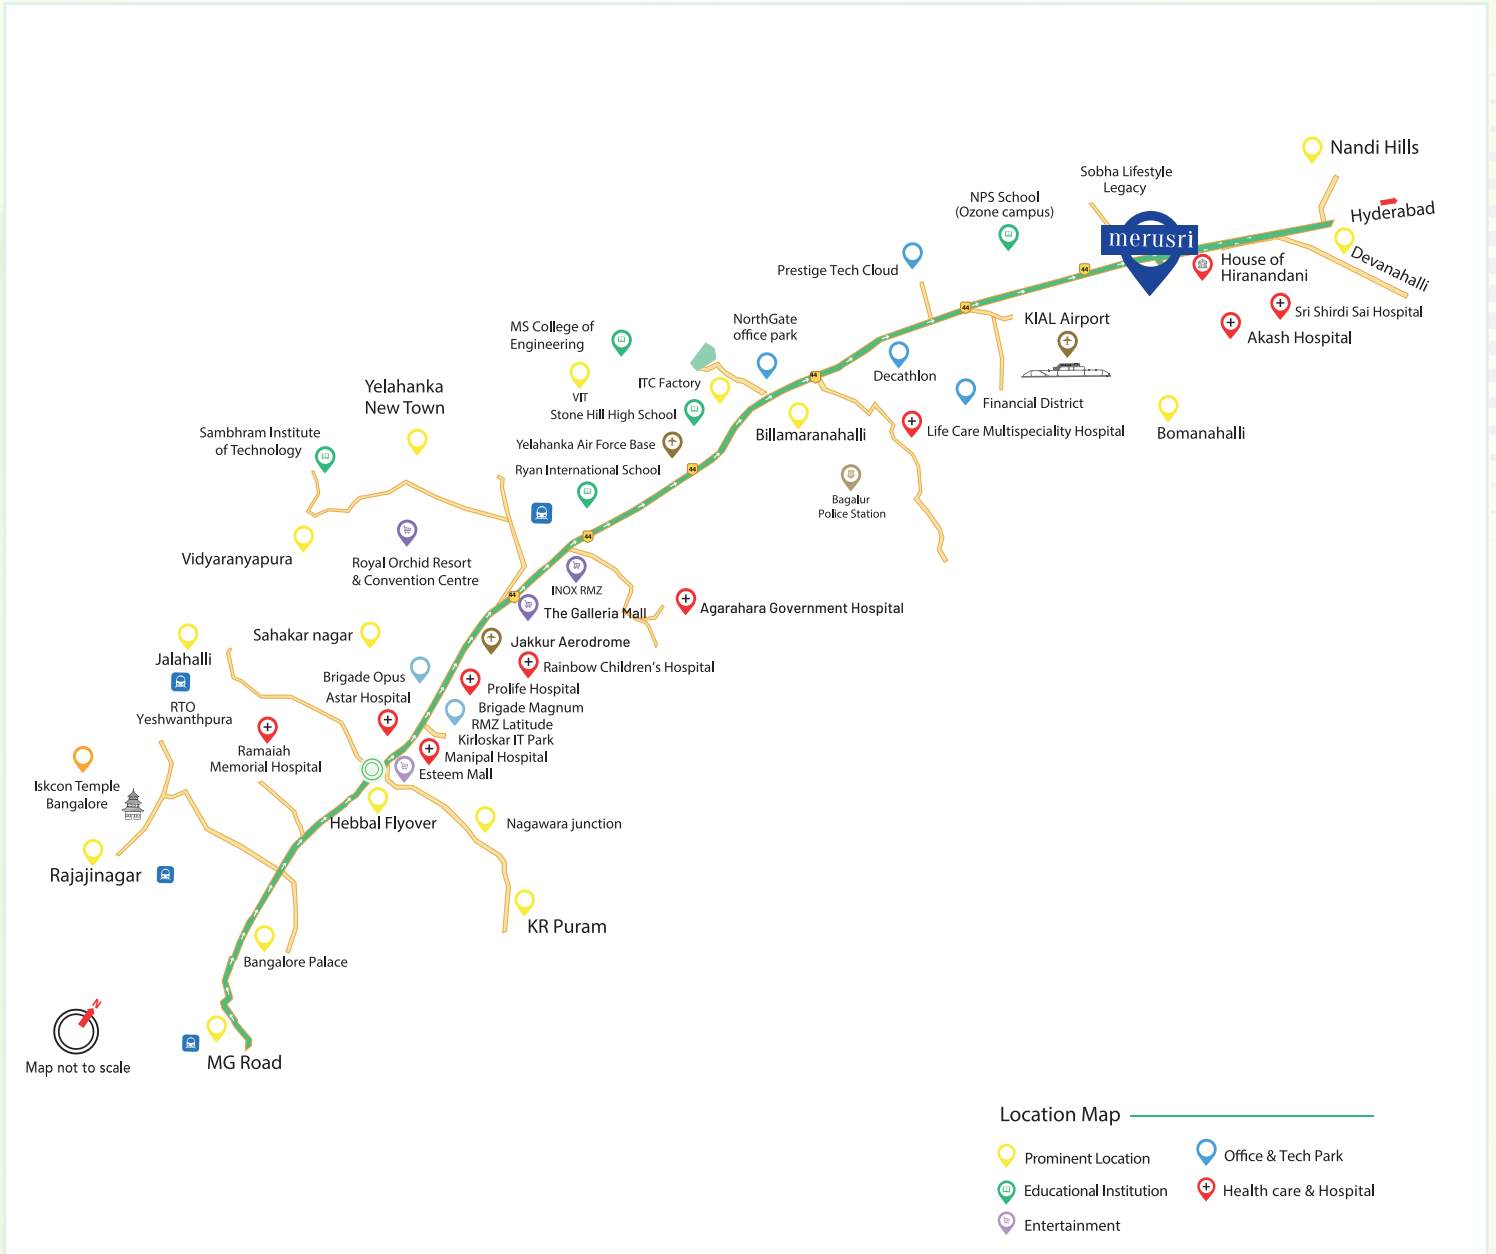 Nandi Hills
Sobha Lifestyle
Legacy
NPS School
(Ozone campus)
Hyderabad
merusri
House of
Hiranandani
Devanahalli
Prestige Tech Cloud
44
Sri Shirdi Sai Hospital
Akash Hospital
44
KIAL Airport
NorthGate
office park
MS College of
Engineering
Decathlon
44
ITC Factory
VIT
Yelahanka
New Town
Stone Hill High School
Financial District
Billamaranahalli
Life Care Multispeciality Hospital
Bomanahalli
Sambhram Institute
of Technology
Yelahanka Air Force Base
Ryan International School
44
Bagalur
Police Station
44
Vidyaranyapura
Royal Orchid Resort
& Convention Centre
INOX RMZ
44
The Galleria Mall
Agarahara Government Hospital
Sahakar nagar
Jakkur Aerodrome
Jalahalli
Rainbow Children's Hospital
Brigade Opus
Prolife Hospital
Astar Hospital
RTO
Yeshwanthpura
Brigade Magnum
RMZ Latitude
Kirloskar IT Park
Ramaiah
Memorial Hospital
Manipal Hospital
Esteem Mall
Iskcon Temple
Bangalore
Hebbal Flyover
Nagawara junction
Rajajinagar
KR Puram
Bangalore Palace
N
Map not to scale
MG Road
Location Map
Prominent Location
Office & Tech Park
Educational Institution
Health care & Hospital
Entertainment